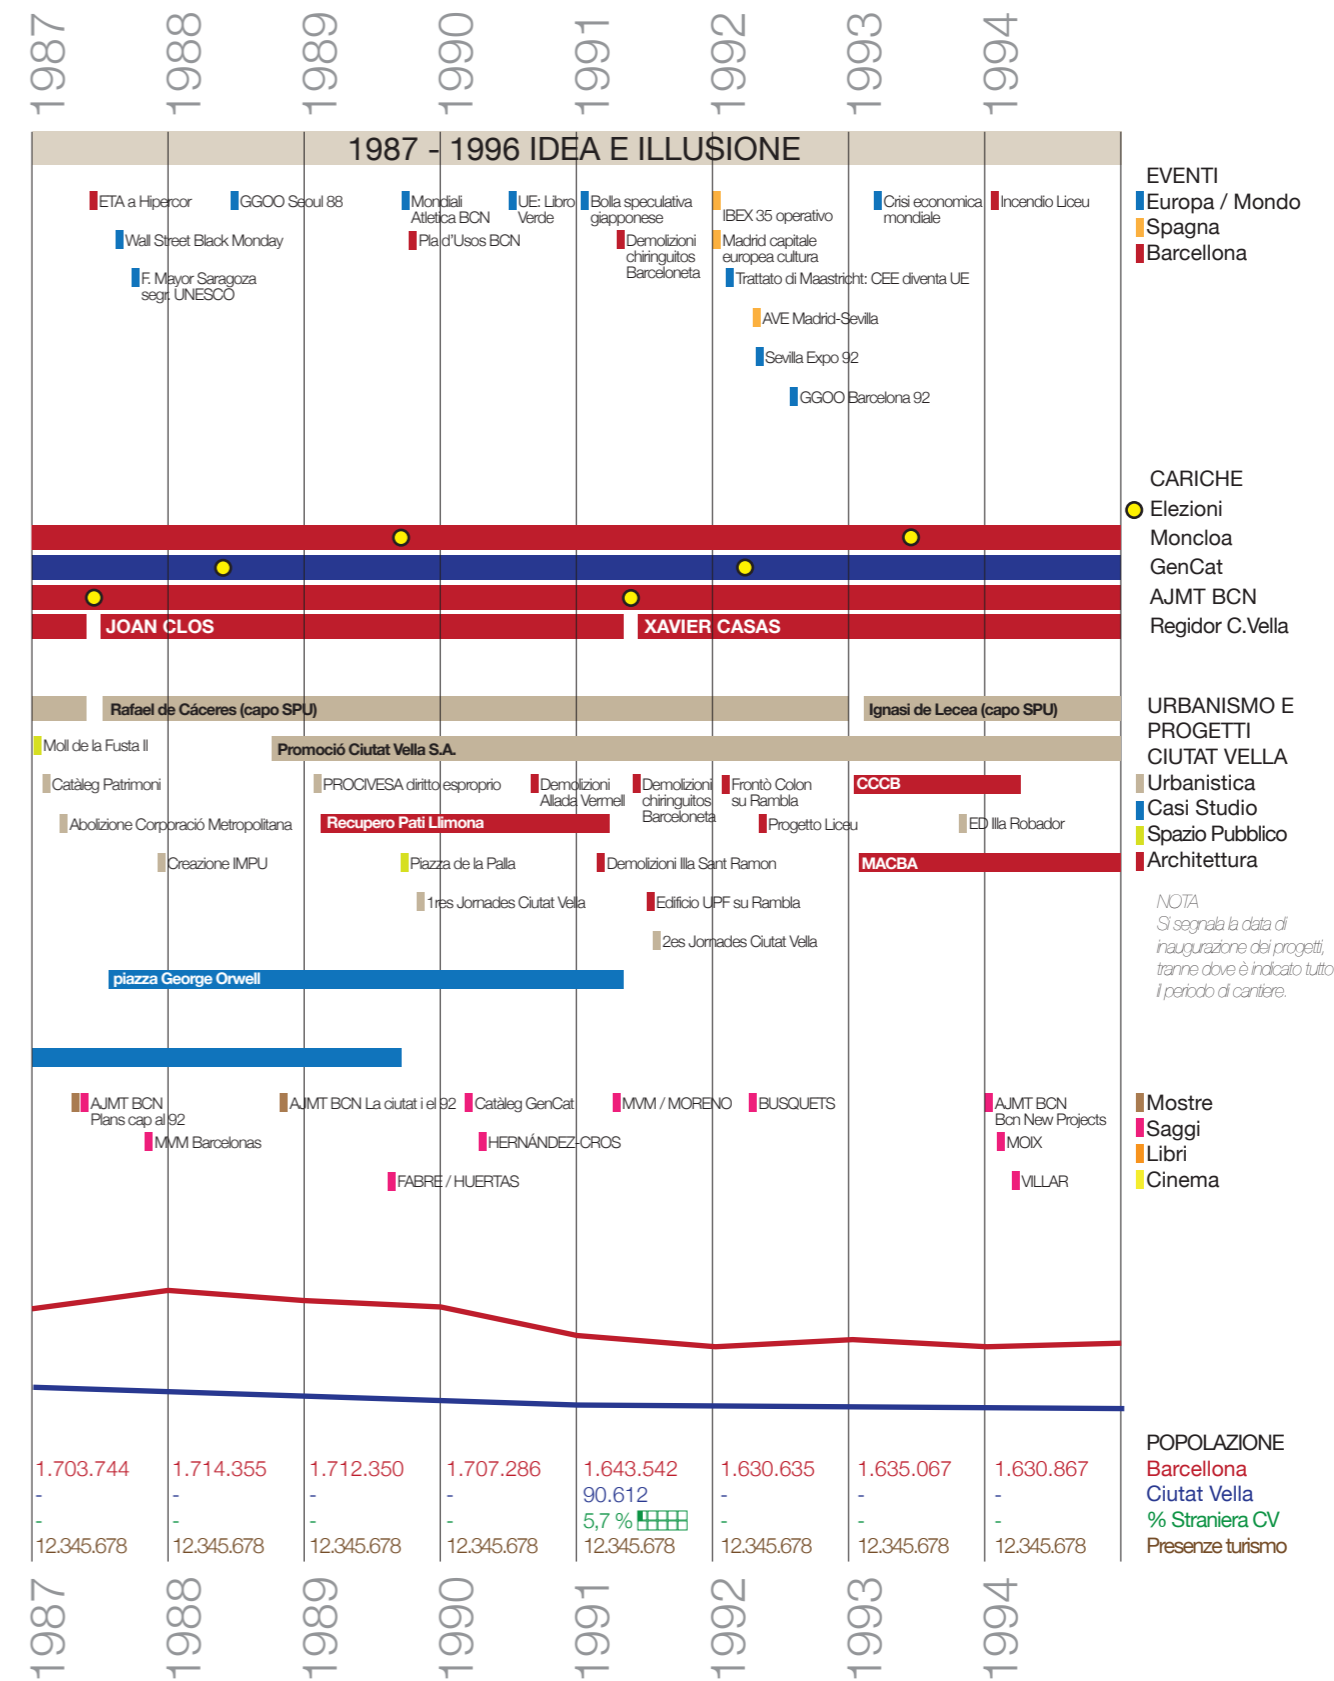 1987 1988 1989 1990 1991 1992 1993 1994
1987 - 1996 IDEA E ILLUSIONE
EVENTI
Europa / Mondo
Spagna
Barcellona
ETA a Hipercor
GGOO Seoul 88
Mondiali
Atletica BCN
UE: Libro
Verde
Bolla speculativa
giapponese
IBEX 35 operativo
Crisi economica
mondiale
Incendio Liceu
Wall Street Black Monday
Pla d'Usos BCN
Demolizioni
chiringuitos
Barceloneta
Madrid capitale
europea cultura
F. Mayor Saragoza
segr. UNESCO
Trattato di Maastricht: CEE diventa UE
AVE Madrid-Sevilla
Sevilla Expo 92
GGOO Barcelona 92
CARICHE
Elezioni
Moncloa
GenCat
AJMT BCN
Regidor C.Vella
JOAN CLOS
XAVIER CASAS
URBANISMO E
PROGETTI
CIUTAT VELLA
Urbanistica
Casi Studio
Spazio Pubblico
Architettura
Rafael de Cáceres (capo SPU)
Ignasi de Lecea (capo SPU)
Moll de la Fusta II
Promoció Ciutat Vella S.A.
Catàleg Patrimoni
PROCIVESA diritto esproprio
Demolizioni
Allada Vermell
Demolizioni
chiringuitos
Barceloneta
Frontò Colon
su Rambla
CCCB
Abolizione Corporació Metropolitana
Recupero Pati Llimona
Progetto Liceu
ED Illa Robador
Creazione IMPU
Piazza de la Palla
Demolizioni Illa Sant Ramon
MACBA
1res Jornades Ciutat Vella
Edificio UPF su Rambla
2es Jornades Ciutat Vella
piazza George Orwell
NOTA
Si segnala la data di
inaugurazione dei progetti,
tranne dove è indicato tutto
il periodo di cantiere.
Mostre
Saggi
Libri
Cinema
AJMT BCN
Plans cap al 92
AJMT BCN La ciutat i el 92
Catàleg GenCat
MVM / MORENO
BUSQUETS
AJMT BCN
Bcn New Projects
MVM Barcelonas
HERNÁNDEZ-CROS
MOIX
FABRE / HUERTAS
VILLAR
POPOLAZIONE
Barcellona
Ciutat Vella
% Straniera CV
Presenze turismo
1.703.744 1.714.355 1.712.350 1.707.286 1.643.542 1.630.635 1.635.067 1.630.867
- - - - 90.612 - - -
- - - - 5,7 % - - -
12.345.678 12.345.678 12.345.678 12.345.678 12.345.678 12.345.678 12.345.678 12.345.678
1987 1988 1989 1990 1991 1992 1993 1994